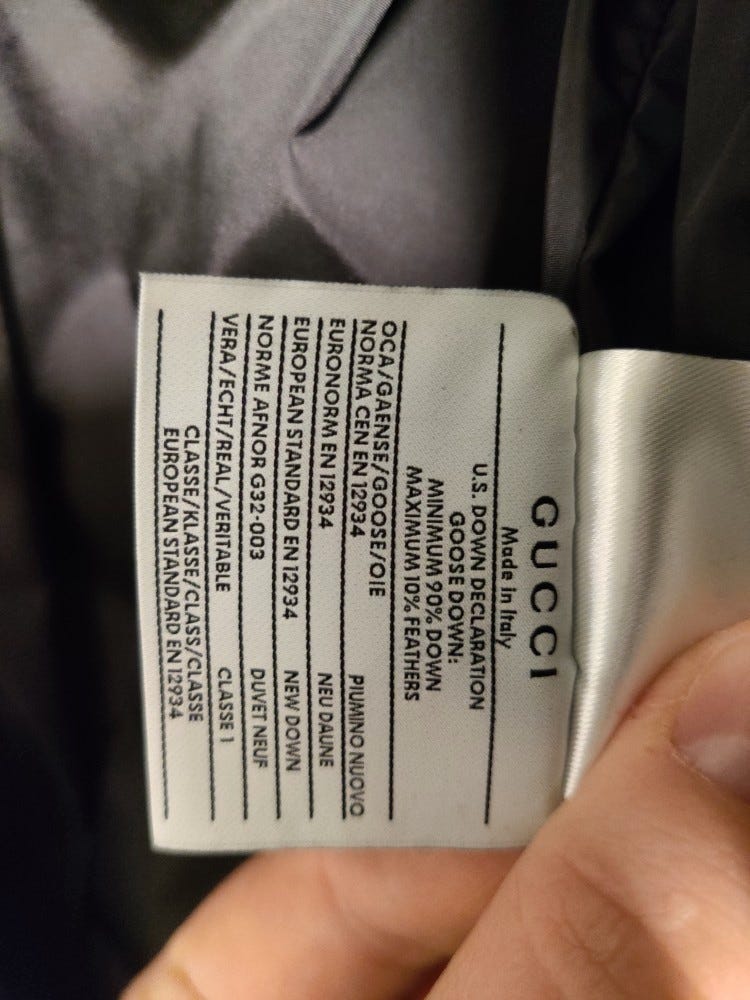 GUCCI
Made in Italy
U.S. DOWN DECLARATION
GOOSE DOWN:
MINIMUM 90% DOWN
MAXIMUM 10% FEATHERS
OCA/GAENSE/GOOSE/OIE
NORMA CEN EN 12934 PIUMINO NUOVO
EURONORM EN 12934 NEU DAUNE
EUROPEAN STANDARD EN 12934 NEW DOWN
NORME AFNOR G32-003 DUVET NEUF
VERA/ECHT/REAL/VERITABLE CLASSE 1
CLASSE/KLASSE/CLASS/CLASSE
EUROPEAN STANDARD EN 12934